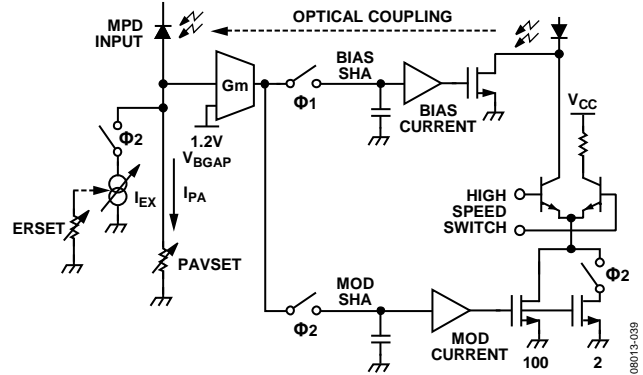 MPD
INPUT
OPTICAL COUPLING
Gm
1.2V
VBGAP
Φ1
BIAS
SHA
BIAS
CURRENT
VCC
Φ2
IEX
IPA
ERSET
PAVSET
HIGH
SPEED
SWITCH
Φ2
MOD
SHA
Φ2
MOD
CURRENT
100
2
08013-039